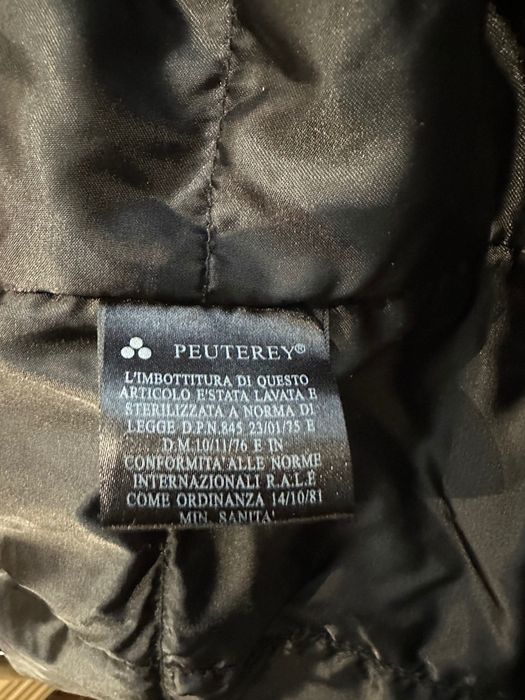 PEUTEREY®
L'IMBOTTITURA DI QUESTO
ARTICOLO E'STATA LAVATA E
STERILIZZATA A NORMA DI
LEGGE D.P.N.845 23/01/75 E
D.M.10/11/76 E IN
CONFORMITA'ALLE NORME
INTERNAZIONALI R.A.L.E
COME ORDINANZA 14/10/81
MIN. SANITA'